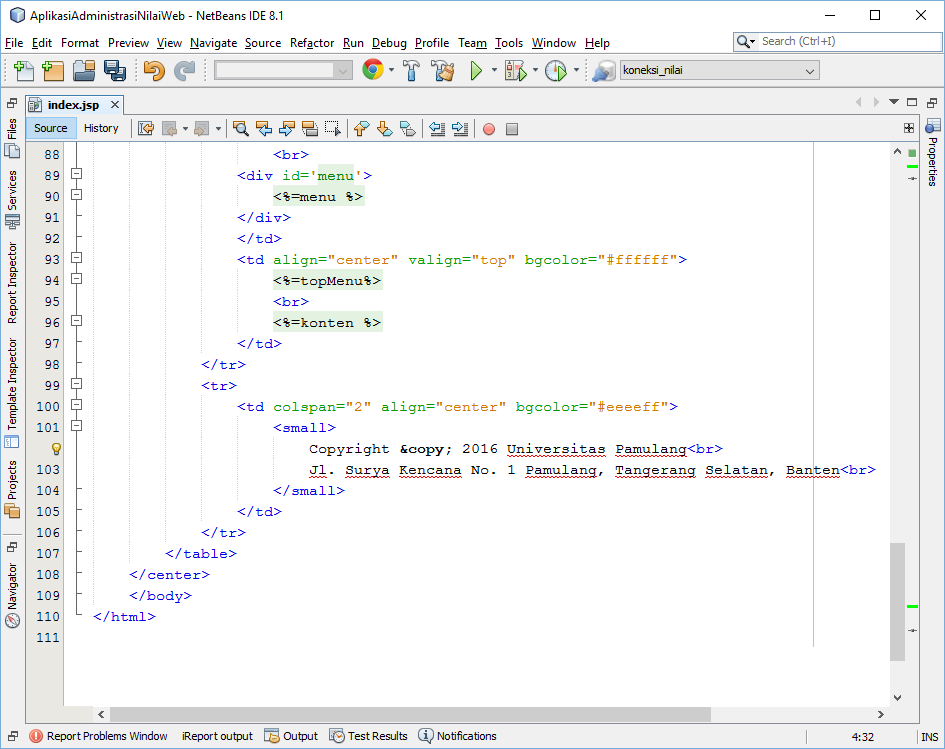 AplikasiAdministrasiNilaiWeb - NetBeans IDE 8.1
File Edit Format Preview View Navigate Source Refactor Run Debug Profile Team Tools Window Help
Search (Ctrl+I)
koneksi_nilai
index.jsp
Source History
Files
Services
Report Inspector
Template Inspector
Projects
Navigator
Properties
88 <br>
89 <div id='menu'>
90 <%=menu %>
91 </div>
92 </td>
93 <td align="center" valign="top" bgcolor="#ffffff">
94 <%=topMenu%>
95 <br>
96 <%=konten %>
97 </td>
98 </tr>
99 <tr>
100 <td colspan="2" align="center" bgcolor="#eeeeff">
101 <small>
Copyright &copy; 2016 Universitas Pamulang<br>
103 Jl. Surya Kencana No. 1 Pamulang, Tangerang Selatan, Banten<br>
104 </small>
105 </td>
106 </tr>
107 </table>
108 </center>
109 </body>
110 </html>
111
Report Problems Window iReport output Output Test Results Notifications 4:32 INS